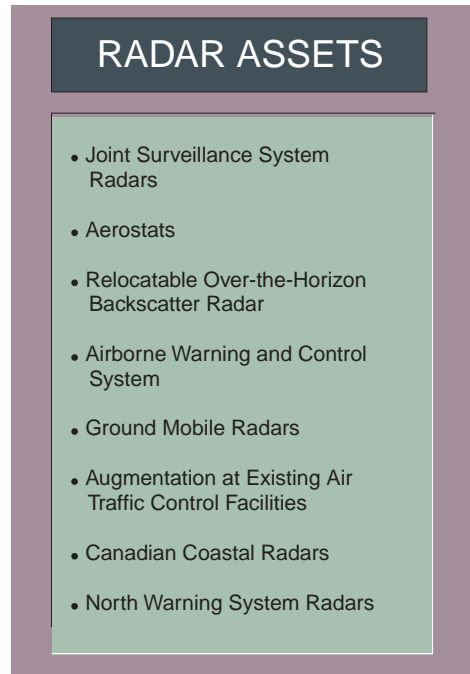 RADAR ASSETS
• Joint Surveillance System
Radars
• Aerostats
• Relocatable Over-the-Horizon
Backscatter Radar
• Airborne Warning and Control
System
• Ground Mobile Radars
• Augmentation at Existing Air
Traffic Control Facilities
• Canadian Coastal Radars
• North Warning System Radars